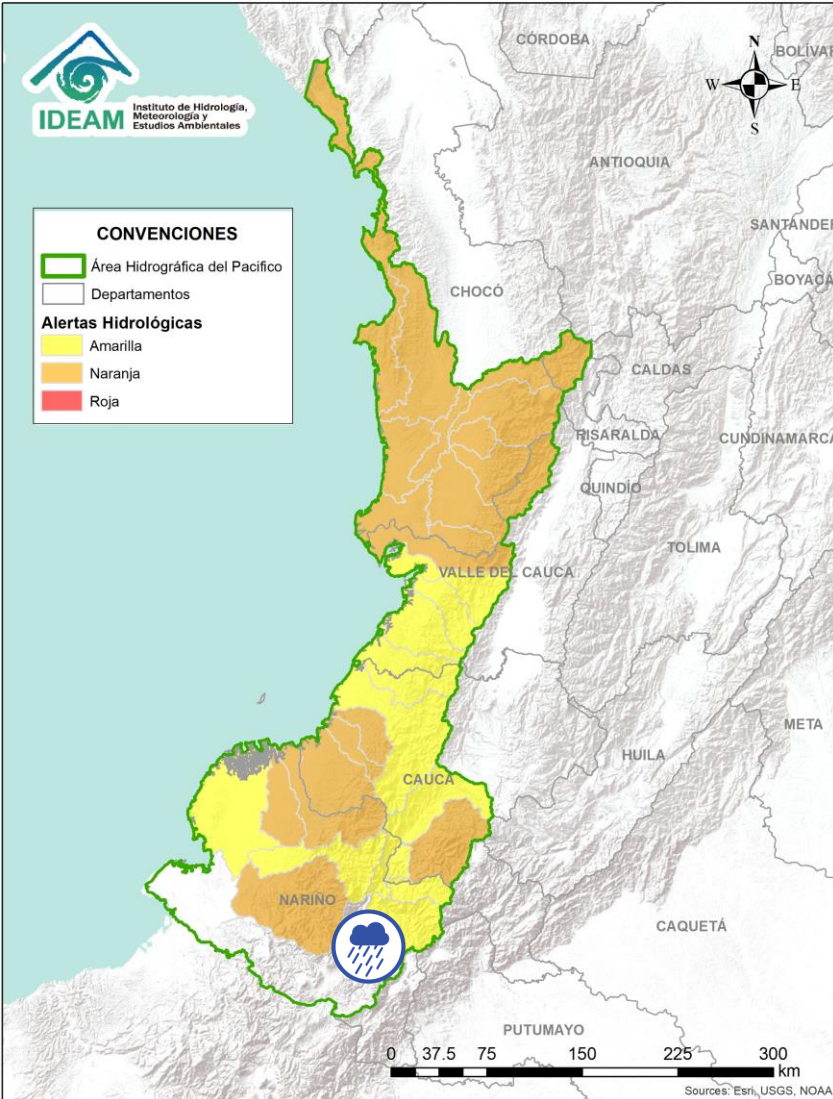 IDEAM
Instituto de Hidrología,
Meteorología y
Estudios Ambientales
CÓRDOBA
BOLÍVAR
N
W
E
S
ANTIOQUIA
SANTANDER
CONVENCIONES
Área Hidrográfica del Pacifico
Departamentos
Alertas Hidrológicas
Amarilla
Naranja
Roja
BOYACÁ
CHOCÓ
CALDAS
RISARALDA
CUNDINAMARCA
QUINDÍO
TOLIMA
VALLE DEL CAUCA
META
HUILA
CAUCA
NARIÑO
CAQUETÁ
PUTUMAYO
0 37.5 75 150 225 300
km
Sources: Esri, USGS, NOAA